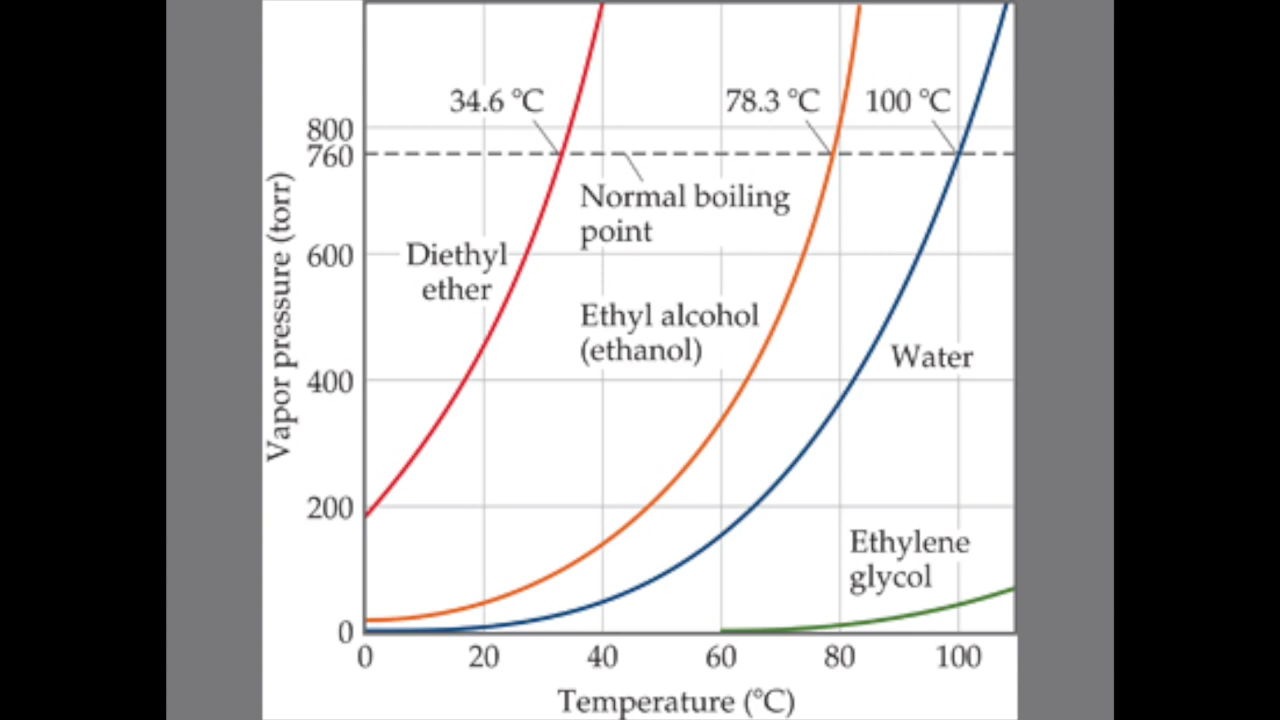 34.6 °C
78.3 °C
100 °C
800
760
Normal boiling
point
600
Diethyl
ether
Ethyl alcohol
(ethanol)
Water
400
200
Ethylene
glycol
0
Vapor pressure (torr)
0 20 40 60 80 100
Temperature (°C)